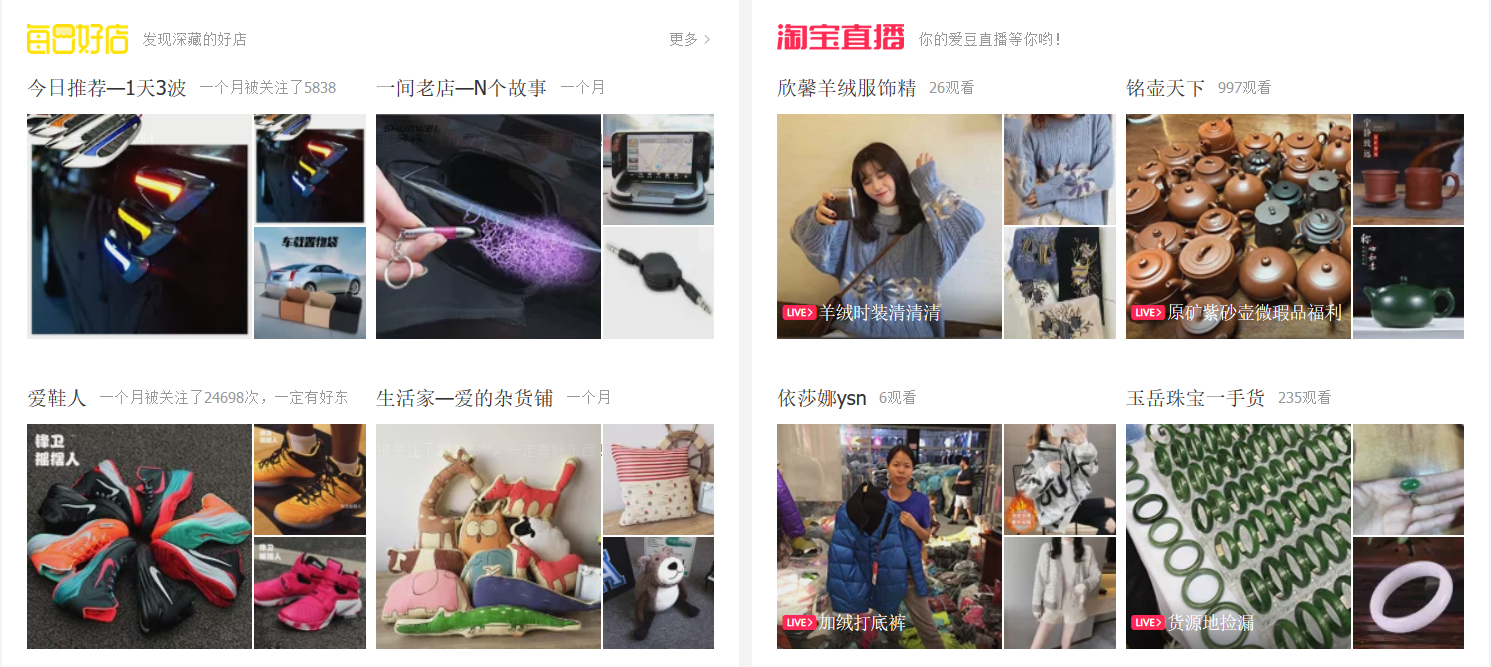 每日好店 发现深藏的好店 更多 >
今日推荐—1天3波 一个月被关注了5838
一间老店—N个故事 一个月
车载置物袋
爱鞋人 一个月被关注了24698次，一定有好东
生活家—爱的杂货铺 一个月
锋卫
摇摆人
淘宝直播 你的爱豆直播等你哟！
欣馨羊绒服饰精 26观看
铭壶天下 997观看
LIVE> 羊绒时装清清清
LIVE> 原矿紫砂壶微瑕品福利
宁静致远
称心如意
依莎娜ysn 6观看
玉岳珠宝一手货 235观看
LIVE> 加绒打底裤
LIVE> 货源地捡漏